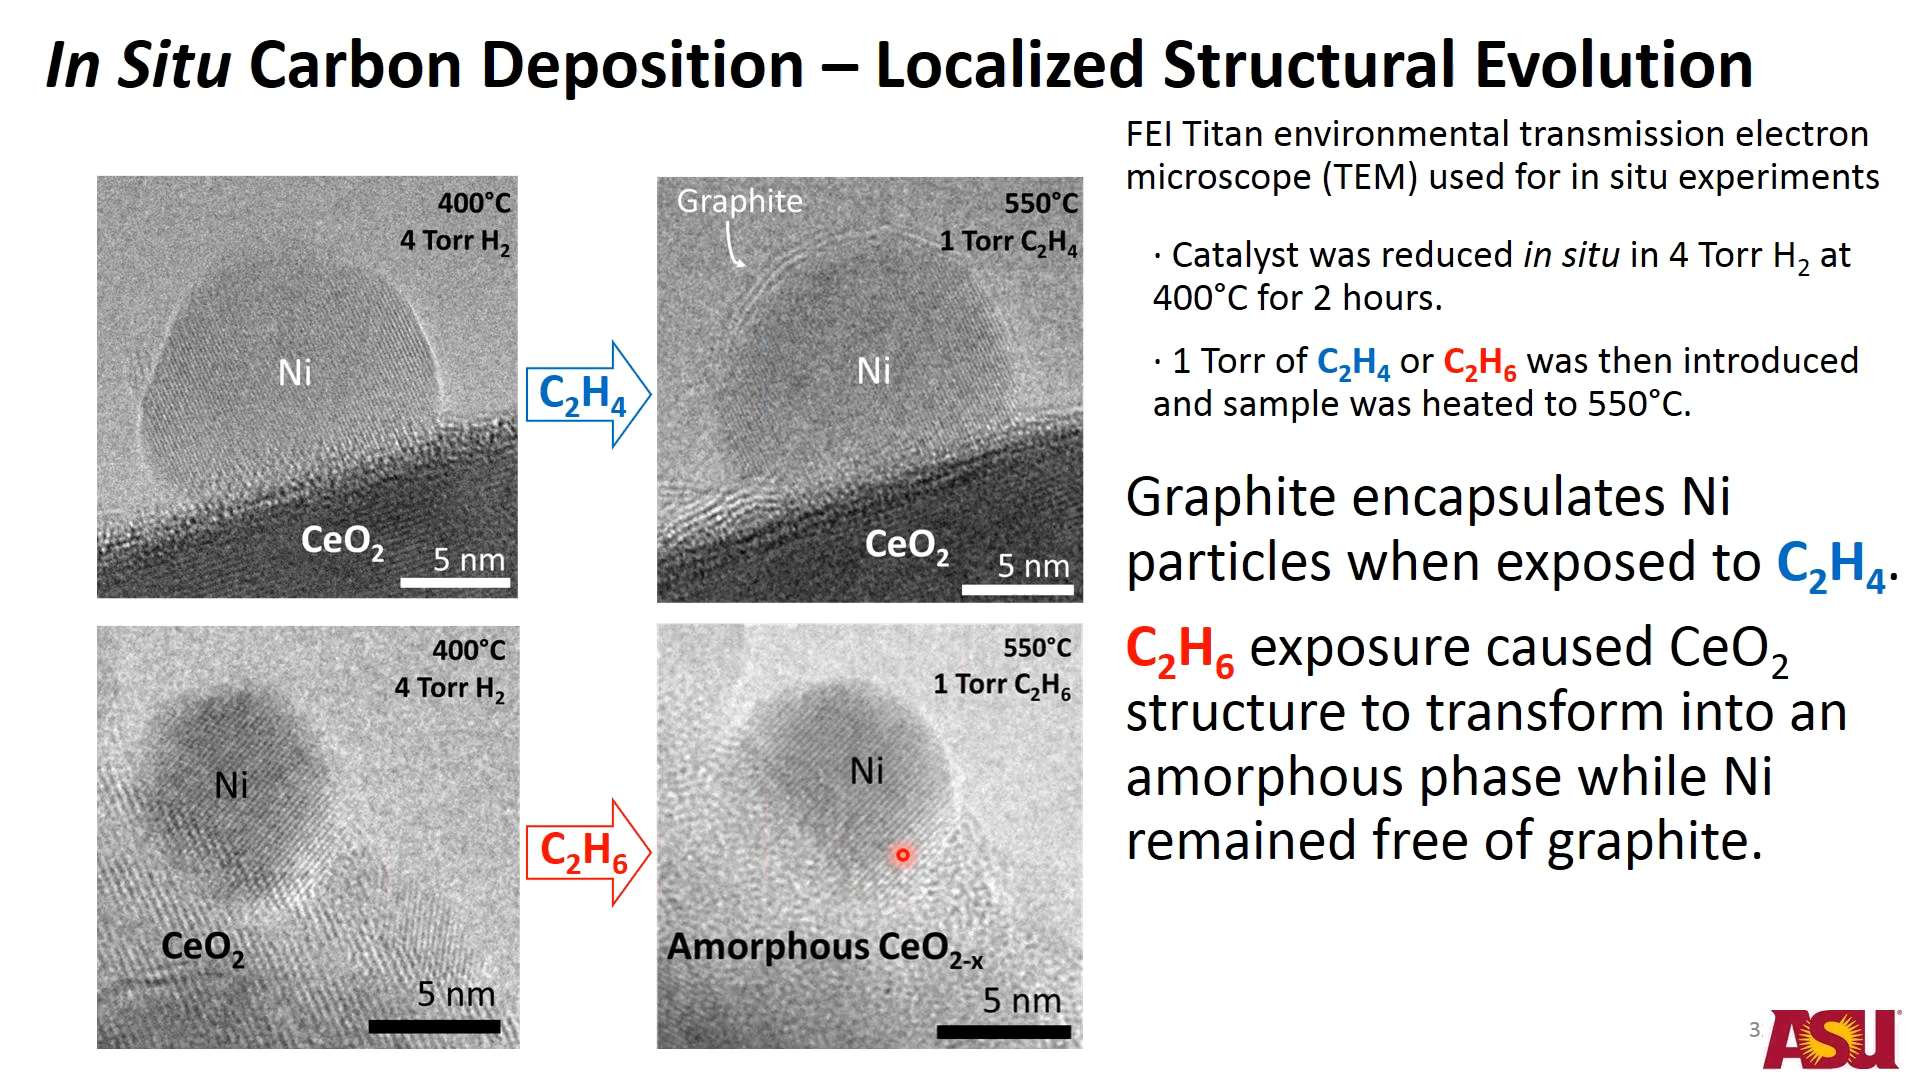 In Situ Carbon Deposition – Localized Structural Evolution
FEI Titan environmental transmission electron
microscope (TEM) used for in situ experiments
· Catalyst was reduced in situ in 4 Torr H₂ at
400°C for 2 hours.
· 1 Torr of C₂H₄ or C₂H₆ was then introduced
and sample was heated to 550°C.
Graphite encapsulates Ni
particles when exposed to C₂H₄.
C₂H₆ exposure caused CeO₂
structure to transform into an
amorphous phase while Ni
remained free of graphite.
400°C
4 Torr H₂
Ni
CeO₂
5 nm
C₂H₄
Graphite
550°C
1 Torr C₂H₄
Ni
CeO₂
5 nm
400°C
4 Torr H₂
Ni
CeO₂
5 nm
C₂H₆
550°C
1 Torr C₂H₆
Ni
Amorphous CeO₂₋ₓ
5 nm
3
ASU